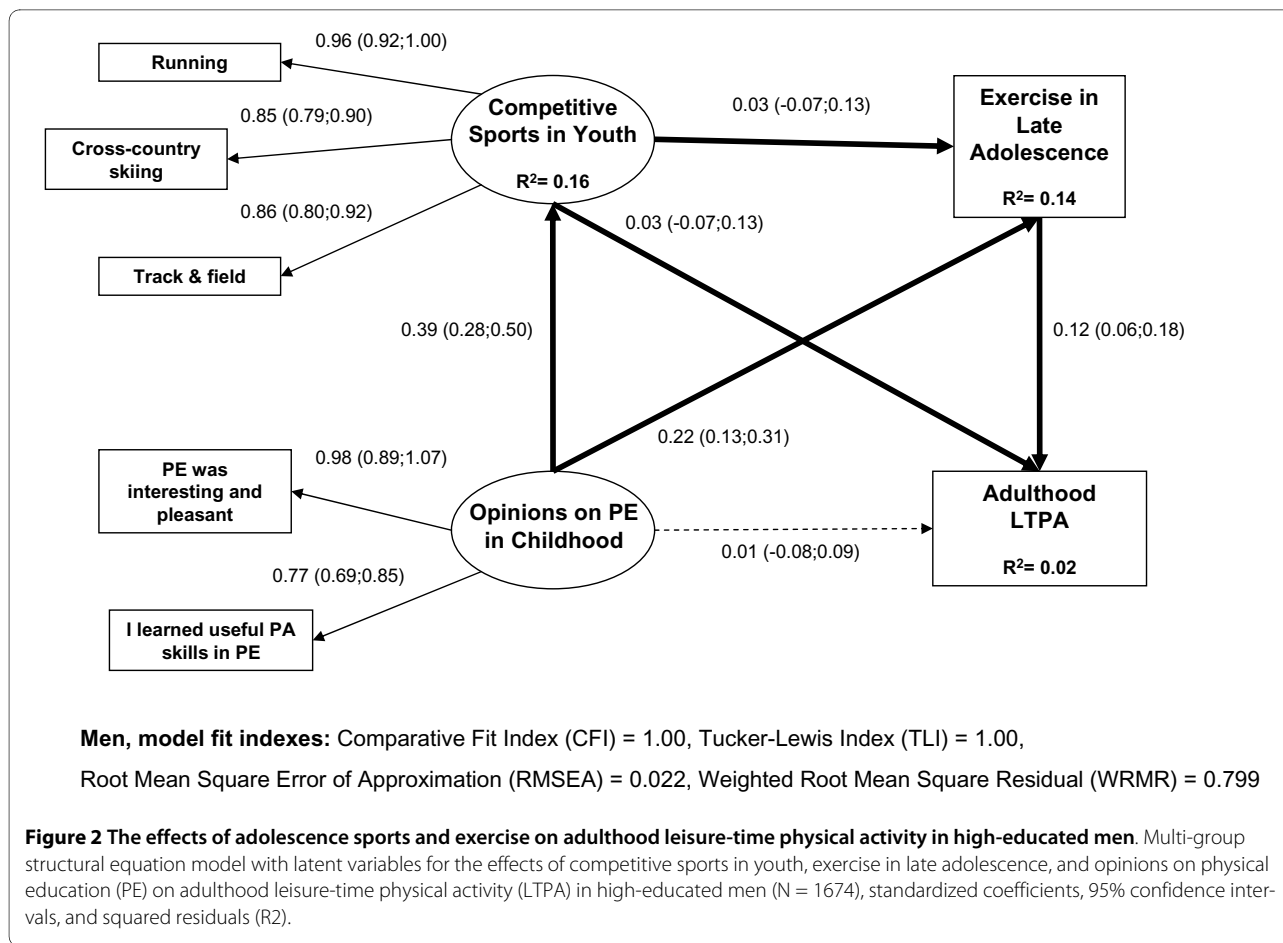 0.96 (0.92;1.00)
Running
0.85 (0.79;0.90)
Cross-country
skiing
0.86 (0.80;0.92)
Track & field
Competitive
Sports in Youth
R²= 0.16
0.03 (-0.07;0.13)
Exercise in
Late
Adolescence
R²= 0.14
0.03 (-0.07;0.13)
0.39 (0.28;0.50)
0.12 (0.06;0.18)
0.22 (0.13;0.31)
PE was
interesting and
pleasant
0.98 (0.89;1.07)
Opinions on PE
in Childhood
0.77 (0.69;0.85)
I learned useful PA
skills in PE
0.01 (-0.08;0.09)
Adulthood
LTPA
R²= 0.02
Men, model fit indexes: Comparative Fit Index (CFI) = 1.00, Tucker-Lewis Index (TLI) = 1.00,
Root Mean Square Error of Approximation (RMSEA) = 0.022, Weighted Root Mean Square Residual (WRMR) = 0.799
Figure 2 The effects of adolescence sports and exercise on adulthood leisure-time physical activity in high-educated men. Multi-group
structural equation model with latent variables for the effects of competitive sports in youth, exercise in late adolescence, and opinions on physical
education (PE) on adulthood leisure-time physical activity (LTPA) in high-educated men (N = 1674), standardized coefficients, 95% confidence inter-
vals, and squared residuals (R2).